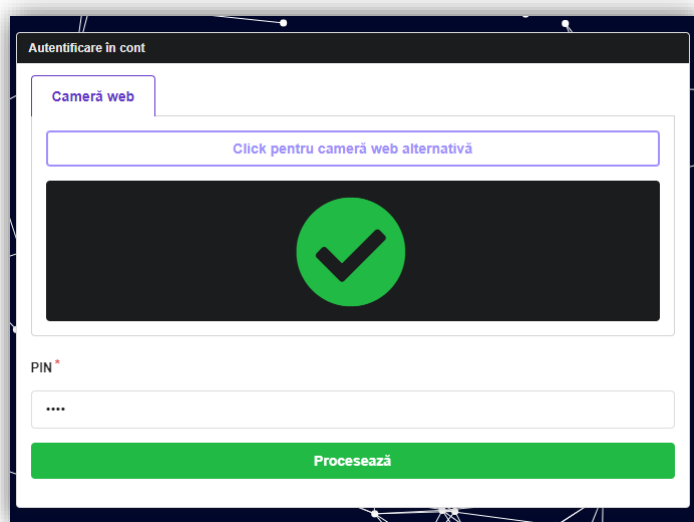 Autentificare în cont
Cameră web
Click pentru cameră web alternativă
PIN *
••••
Procesează